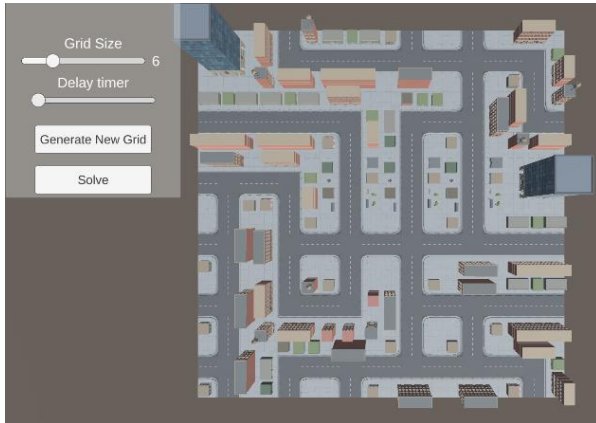 Grid Size
6
Delay timer
Generate New Grid
Solve